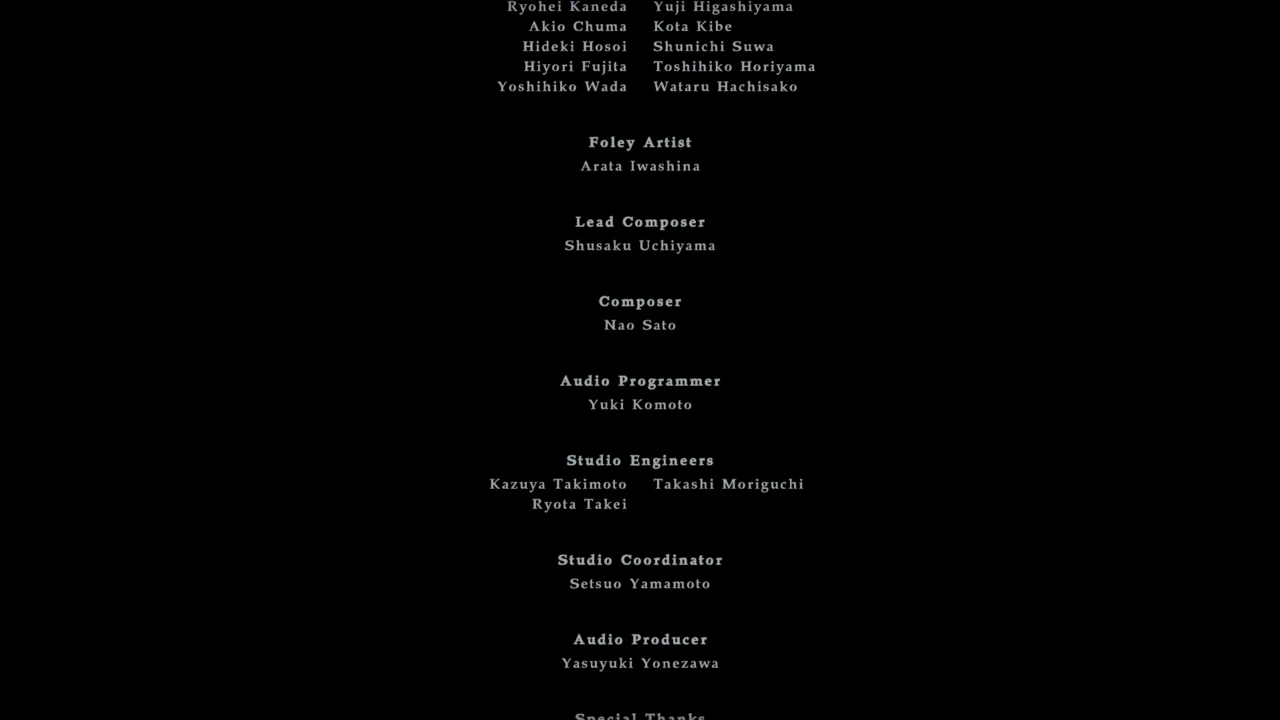 Ryohei Kaneda Yuji Higashiyama
Akio Chuma Kota Kibe
Hideki Hosoi Shunichi Suwa
Hiyori Fujita Toshihiko Horiyama
Yoshihiko Wada Wataru Hachisako
Foley Artist
Arata Iwashina
Lead Composer
Shusaku Uchiyama
Composer
Nao Sato
Audio Programmer
Yuki Komoto
Studio Engineers
Kazuya Takimoto Takashi Moriguchi
Ryota Takei
Studio Coordinator
Setsuo Yamamoto
Audio Producer
Yasuyuki Yonezawa
Special Thanks